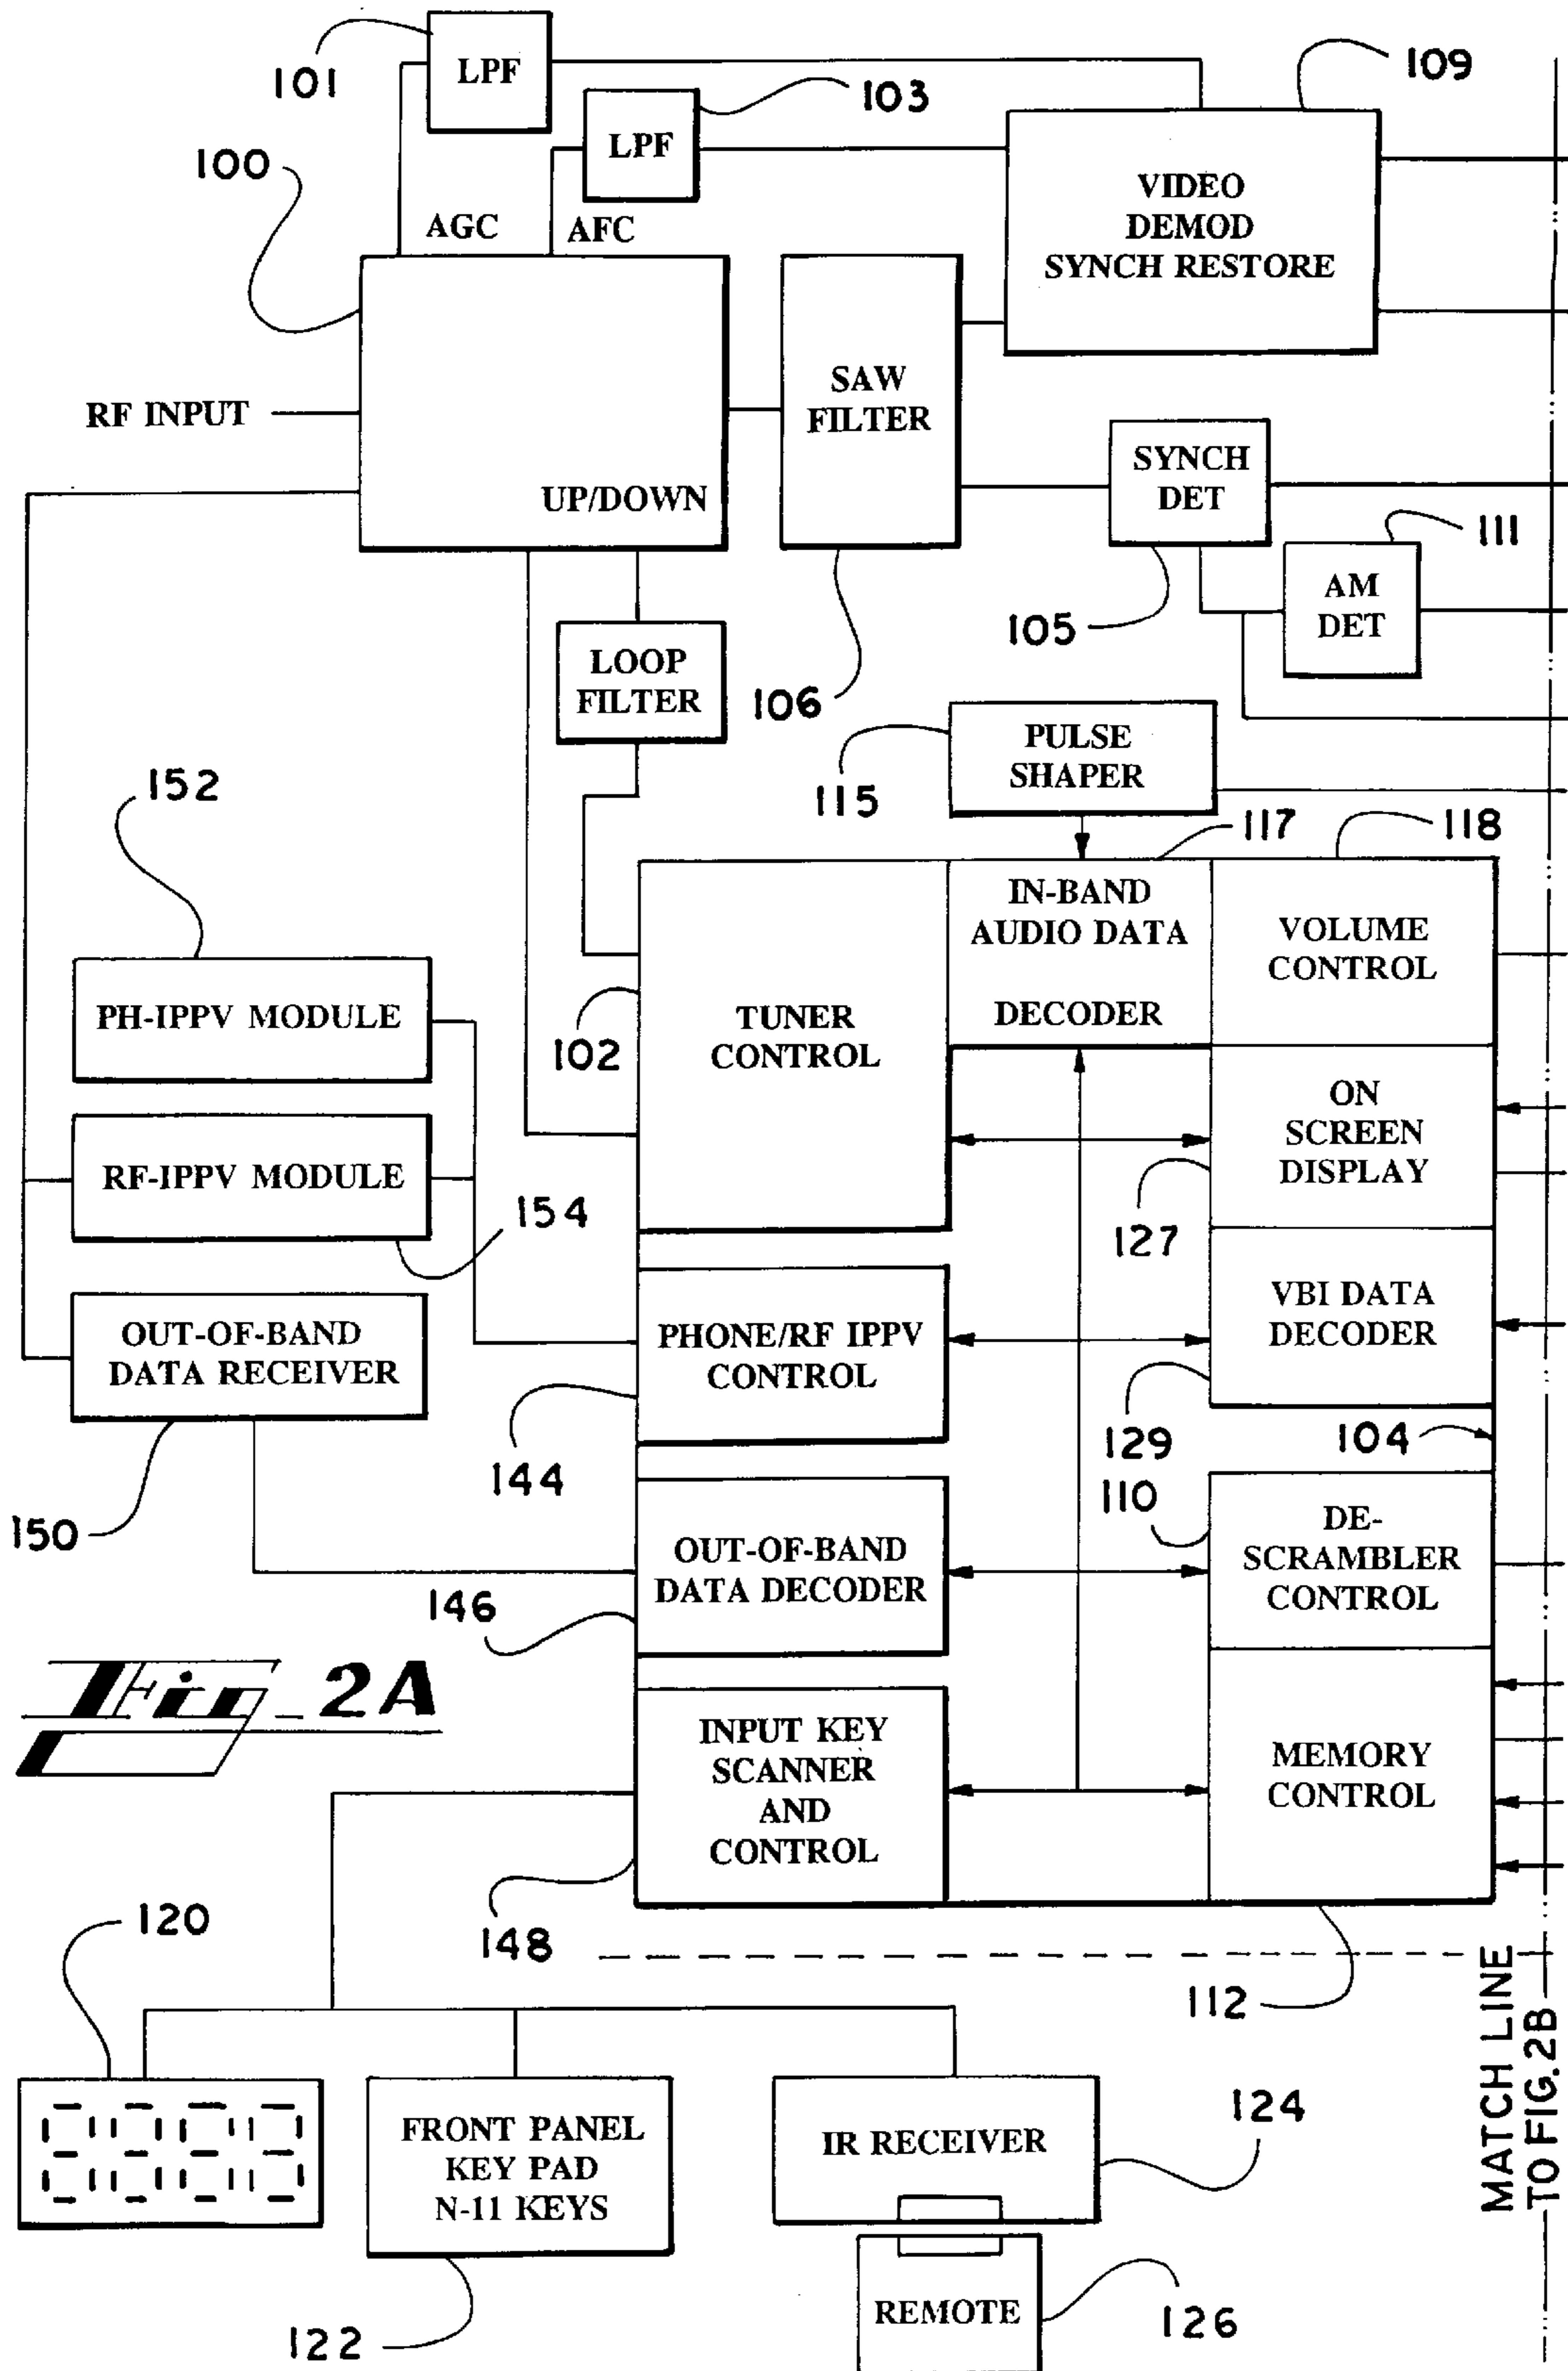 101
LPF
109
103
LPF
100
VIDEO
DEMOD
SYNCH RESTORE
AGC
AFC
SAW
FILTER
RF INPUT
SYNCH
DET
UP/DOWN
111
AM
DET
105
LOOP
FILTER
106
PULSE
SHAPER
152
115
117
118
IN-BAND
AUDIO DATA
DECODER
VOLUME
CONTROL
PH-IPPV MODULE
TUNER
CONTROL
102
ON
SCREEN
DISPLAY
RF-IPPV MODULE
154
127
OUT-OF-BAND
DATA RECEIVER
PHONE/RF IPPV
CONTROL
VBI DATA
DECODER
129
104
144
110
150
DE-
SCRAMBLER
CONTROL
OUT-OF-BAND
DATA DECODER
146
Fig_2A
INPUT KEY
SCANNER
AND
CONTROL
MEMORY
CONTROL
120
148
112
MATCH LINE
TO FIG. 2B
8888
FRONT PANEL
KEY PAD
N-11 KEYS
IR RECEIVER
124
REMOTE
126
122